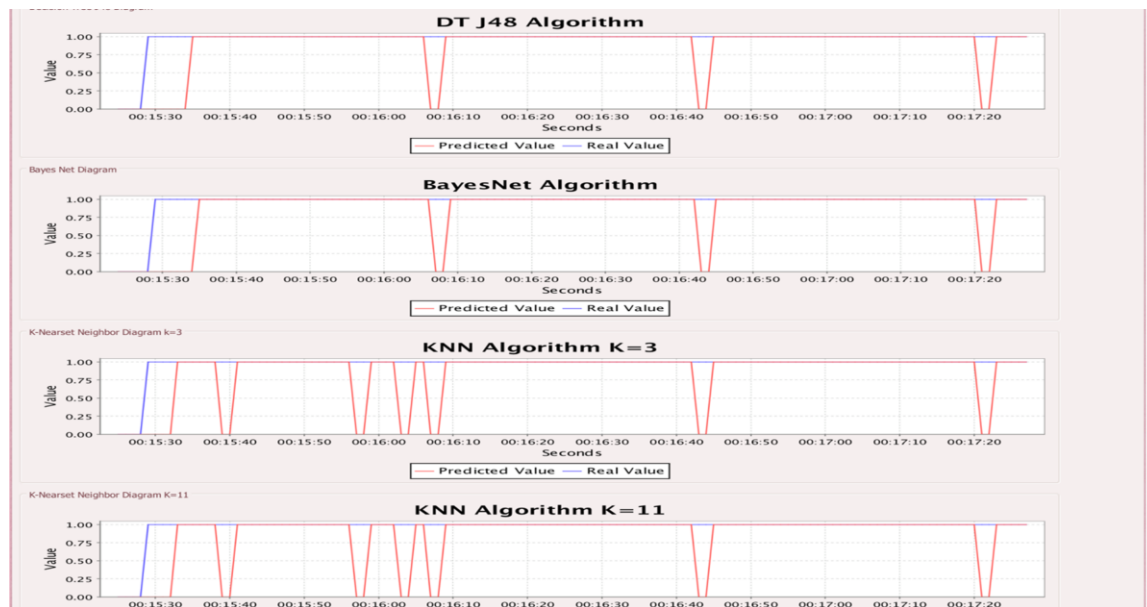 DT J48 Algorithm
1.00
0.75
0.50
0.25
0.00
Value
00:15:30 00:15:40 00:15:50 00:16:00 00:16:10 00:16:20 00:16:30 00:16:40 00:16:50 00:17:00 00:17:10 00:17:20
Seconds
Predicted Value Real Value
Bayes Net Diagram
BayesNet Algorithm
1.00
0.75
0.50
0.25
0.00
Value
00:15:30 00:15:40 00:15:50 00:16:00 00:16:10 00:16:20 00:16:30 00:16:40 00:16:50 00:17:00 00:17:10 00:17:20
Seconds
Predicted Value Real Value
K-Nearset Neighbor Diagram k=3
KNN Algorithm K=3
1.00
0.75
0.50
0.25
0.00
Value
00:15:30 00:15:40 00:15:50 00:16:00 00:16:10 00:16:20 00:16:30 00:16:40 00:16:50 00:17:00 00:17:10 00:17:20
Seconds
Predicted Value Real Value
K-Nearset Neighbor Diagram K=11
KNN Algorithm K=11
1.00
0.75
0.50
0.25
0.00
Value
00:15:30 00:15:40 00:15:50 00:16:00 00:16:10 00:16:20 00:16:30 00:16:40 00:16:50 00:17:00 00:17:10 00:17:20